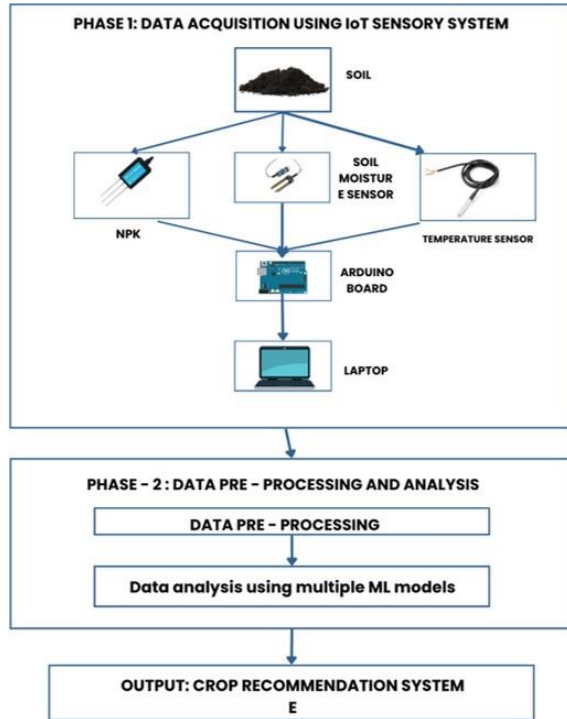 PHASE 1: DATA ACQUISITION USING IoT SENSORY SYSTEM
SOIL
SOIL
MOISTUR
E SENSOR
NPK
TEMPERATURE SENSOR
ARDUINO
BOARD
LAPTOP
PHASE - 2 : DATA PRE - PROCESSING AND ANALYSIS
DATA PRE - PROCESSING
Data analysis using multiple ML models
OUTPUT: CROP RECOMMENDATION SYSTEM
E